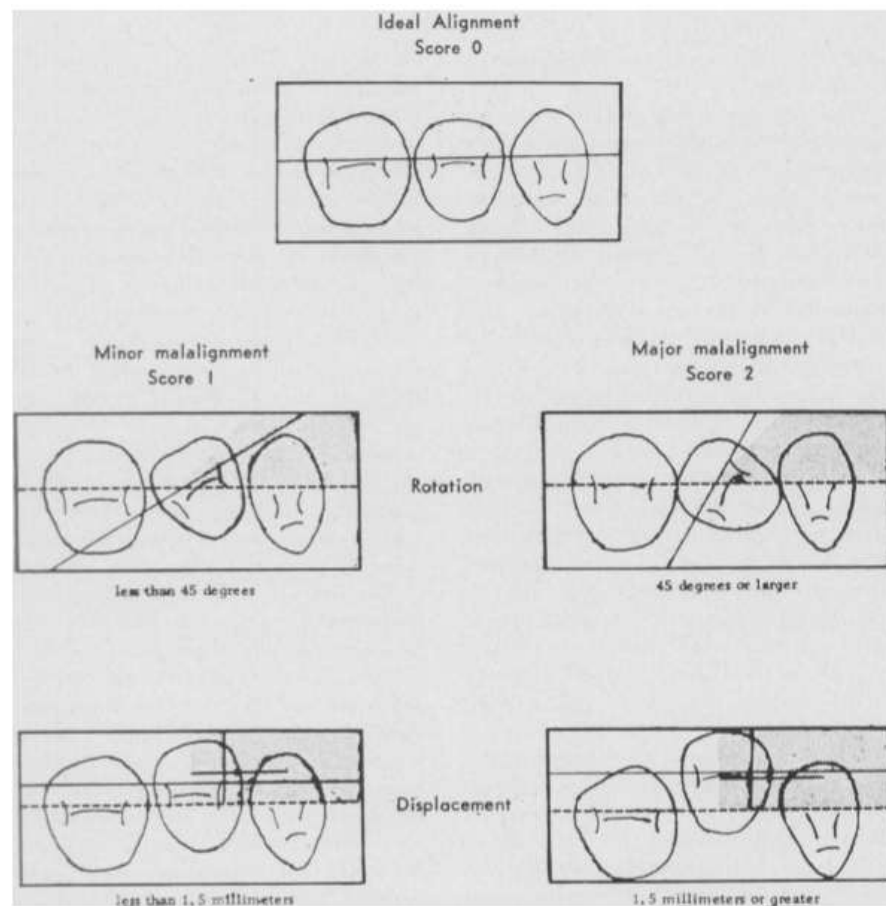 Ideal Alignment
Score 0
Minor malalignment
Score 1
Major malalignment
Score 2
Rotation
less than 45 degrees
45 degrees or larger
Displacement
less than 1.5 millimeters
1.5 millimeters or greater